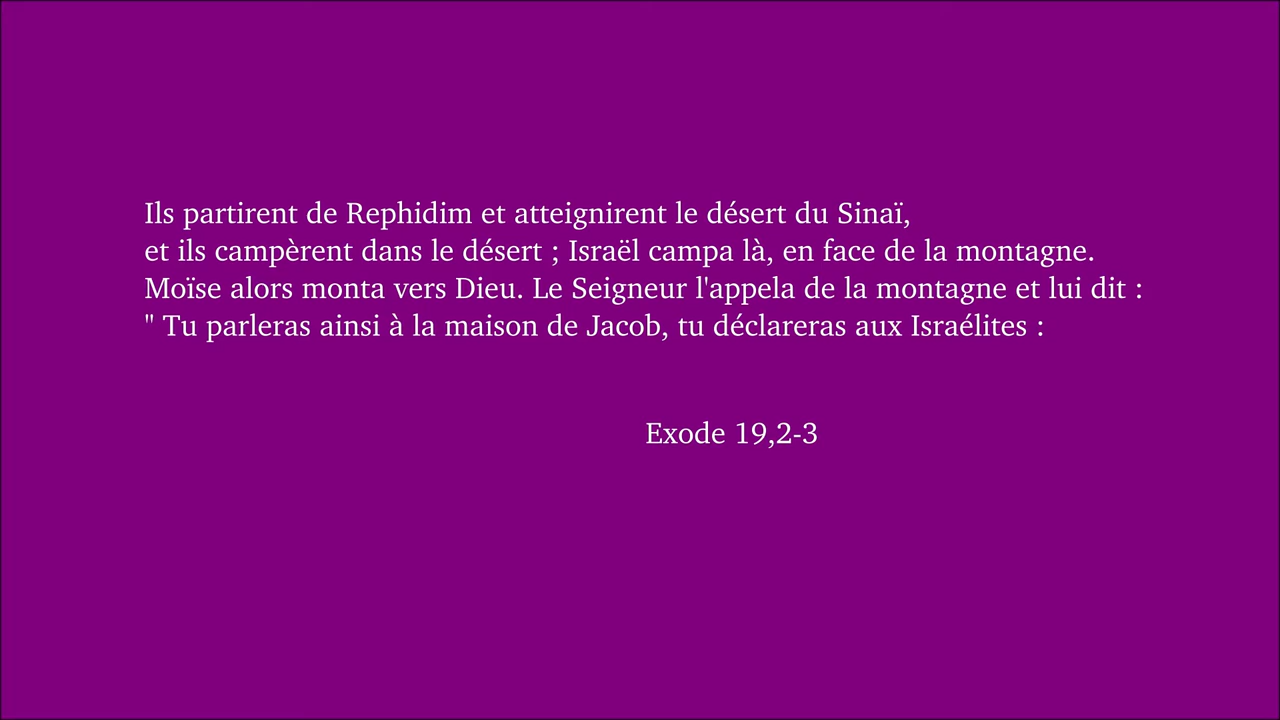 Ils partirent de Rephidim et atteignirent le désert du Sinaï,
et ils campèrent dans le désert ; Israël campa là, en face de la montagne.
Moïse alors monta vers Dieu. Le Seigneur l'appela de la montagne et lui dit :
" Tu parleras ainsi à la maison de Jacob, tu déclareras aux Israélites :
Exode 19,2-3